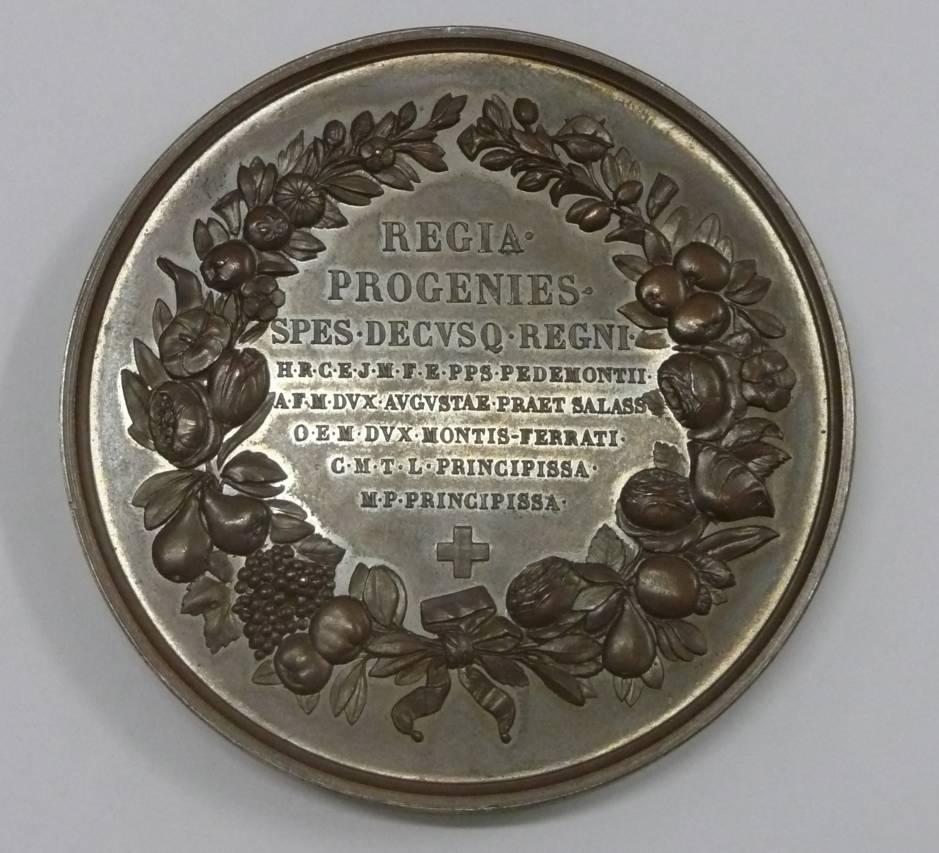 REGIA·
PROGENIES·
SPES·DECVSQ·REGNI·
H·R·C·E·J·M·F·E·PPS·PEDEMONTII·
A·F·M·DVX·AVGVSTAE·PRAET SALASS
O·E·M·DVX·MONTIS-FERRATI·
C·M·T·L·PRINCIPISSA·
M·P·PRINCIPISSA·